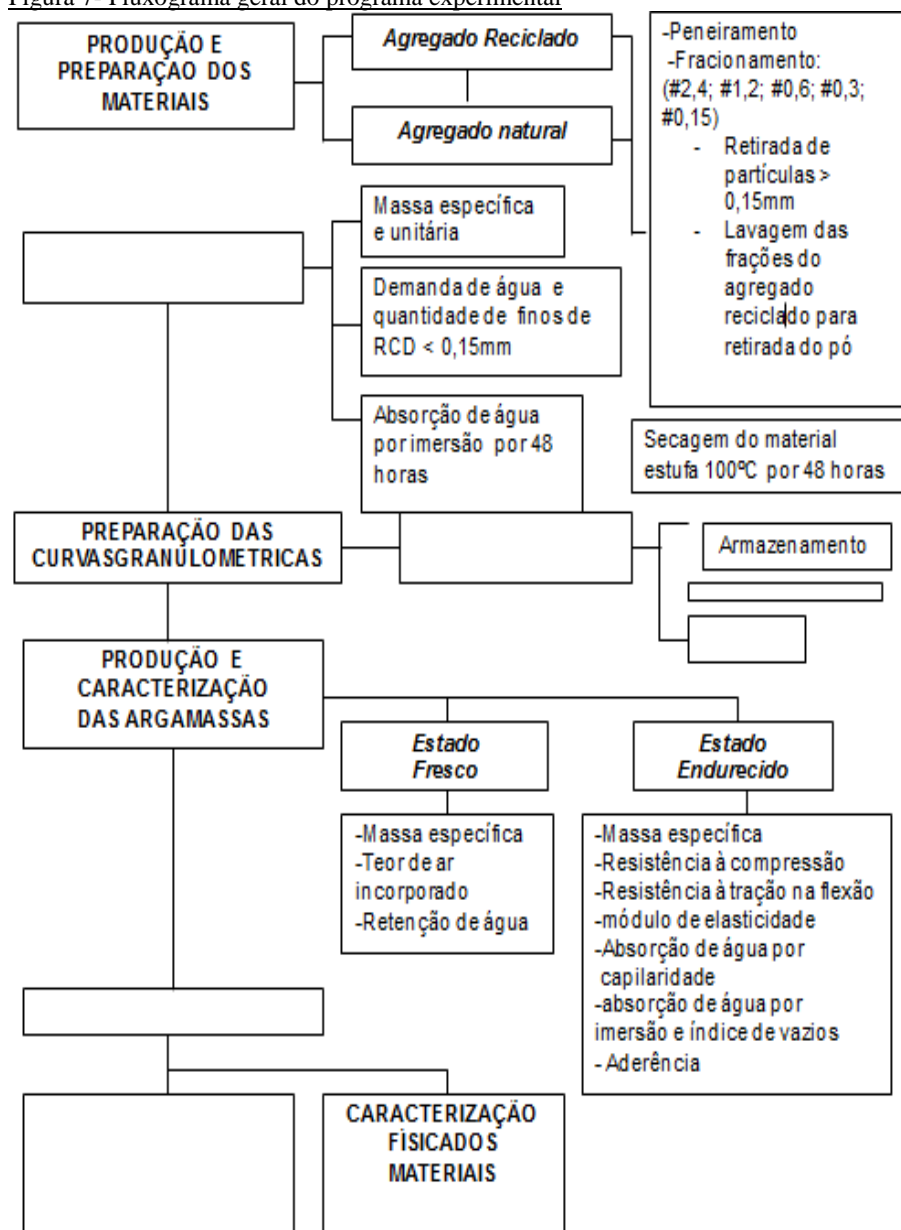 Figura 7- Fluxograma geral do programa experimental
PRODUÇÃO E
PREPARAÇÃO DOS
MATERIAIS
Agregado Reciclado
Agregado natural
-Peneiramento
-Fracionamento:
(#2,4; #1,2; #0,6; #0,3;
#0,15)
- Retirada de
partículas >
0,15mm
- Lavagem das
frações do
agregado
reciclado para
retirada do pó
Massa específica
e unitária
Demanda de água e
quantidade de finos de
RCD < 0,15mm
Absorção de água
por imersão por 48
horas
Secagem do material
estufa 100ºC por 48 horas
PREPARAÇÃO DAS
CURVASGRANULOMETRICAS
Armazenamento
PRODUÇÃO E
CARACTERIZAÇÃO
DAS ARGAMASSAS
Estado
Fresco
Estado
Endurecido
-Massa específica
-Teor de ar
incorporado
-Retenção de água
-Massa específica
-Resistência à compressão
-Resistência à tração na flexão
-módulo de elasticidade
-Absorção de água por
capilaridade
-absorção de água por
imersão e índice de vazios
-Aderência
CARACTERIZAÇÃO
FÍSICADOS
MATERIAIS